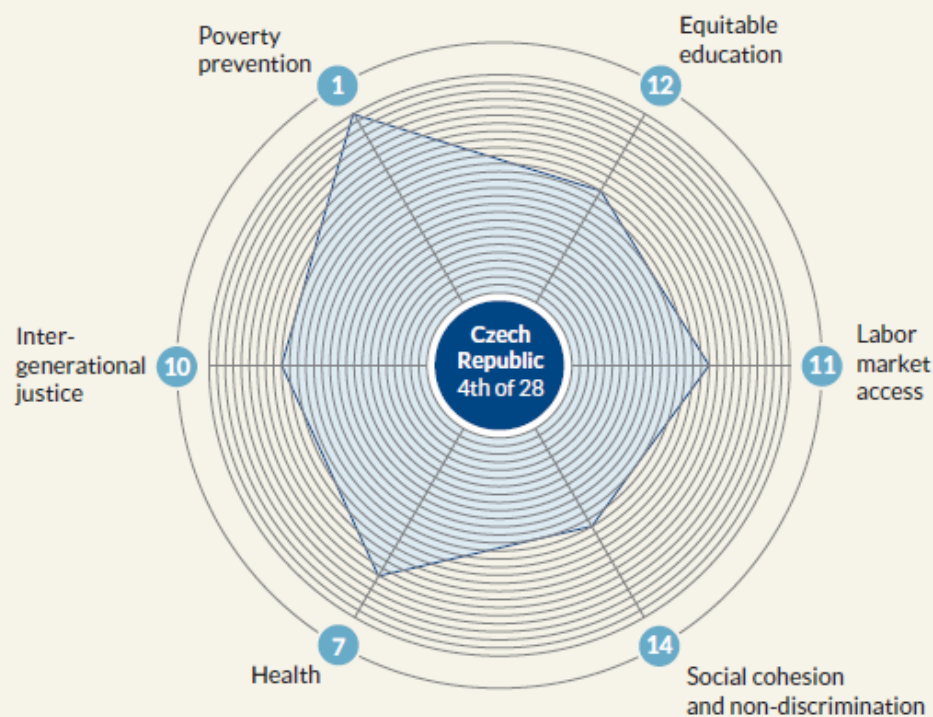 Poverty
prevention
1
Equitable
education
12
Inter-
generational
justice
10
Czech
Republic
4th of 28
11
Labor
market
access
7
Health
14
Social cohesion
and non-discrimination